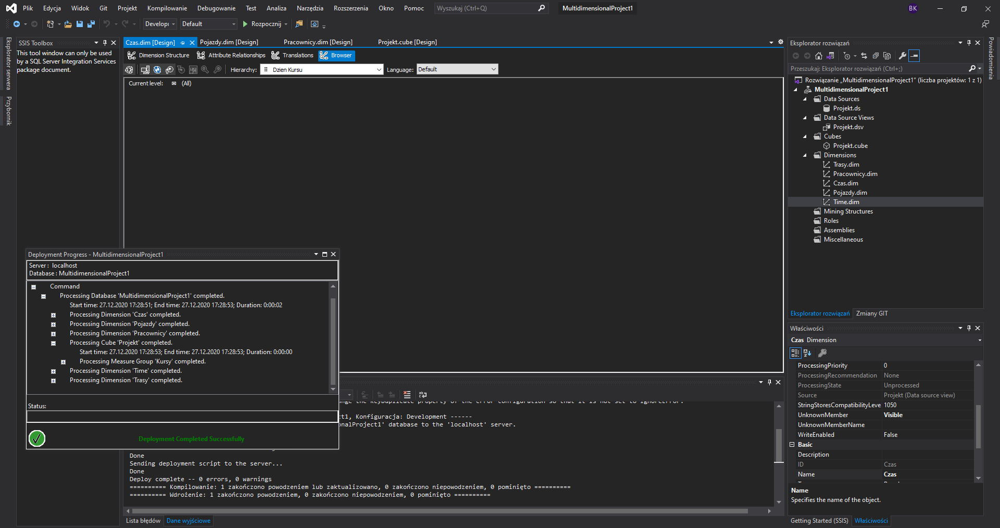 Plik Edycja Widok Git Projekt Kompilowanie Debugowanie Test Analiza Narzędzia Rozszerzenia Okno Pomoc Wyszukaj (Ctrl+Q) MultidimensionalProject1 BK
Default Rozpocznij
Eksplorator serwera
Przybornik
SSIS Toolbox
This tool window can only be used
by a SQL Server Integration Services
package document.
Czas.dim [Design] Pojazdy.dim [Design] Pracownicy.dim [Design] Projekt.cube [Design]
Dimension Structure Attribute Relationships Translations Browser
Hierarchy: Dzien Kursu Language: Default
Current level: (All)
Deployment Progress - MultidimensionalProject1
Server : localhost
Database : MultidimensionalProject1
Command
Processing Database 'MultidimensionalProject1' completed.
Start time: 27.12.2020 17:28:51; End time: 27.12.2020 17:28:53; Duration: 0:00:02
Processing Dimension 'Czas' completed.
Processing Dimension 'Pojazdy' completed.
Processing Dimension 'Pracownicy' completed.
Processing Cube 'Projekt' completed.
Start time: 27.12.2020 17:28:53; End time: 27.12.2020 17:28:53; Duration: 0:00:00
Processing Measure Group 'Kursy' completed.
Processing Dimension 'Time' completed.
Processing Dimension 'Trasy' completed.
Status:
Deployment Completed Successfully
ct1, Konfiguracja: Development ------
onalProject1' database to the 'localhost' server.
Done
Sending deployment script to the server...
Done
Deploy complete -- 0 errors, 0 warnings
========== Kompilowanie: 1 zakończono powodzeniem lub zaktualizowano, 0 zakończono niepowodzeniem, 0 pominięto ==========
========== Wdrożenie: 1 zakończono powodzeniem, 0 zakończono niepowodzeniem, 0 pominięto ==========
Lista błędów Dane wyjściowe
Eksplorator rozwiązań
Przeszukaj: Eksplorator rozwiązań (Ctrl+;)
Rozwiązanie „MultidimensionalProject1" (liczba projektów: 1 z 1)
MultidimensionalProject1
Data Sources
Projekt.ds
Data Source Views
Projekt.dsv
Cubes
Projekt.cube
Dimensions
Trasy.dim
Pracownicy.dim
Czas.dim
Pojazdy.dim
Time.dim
Mining Structures
Roles
Assemblies
Miscellaneous
Eksplorator rozwiązań Zmiany GIT
Właściwości
Czas Dimension
ProcessingPriority 0
ProcessingRecommendation None
ProcessingState Unprocessed
Source Projekt (Data source view)
StringStoresCompatibilityLeve 1050
UnknownMember Visible
UnknownMemberName
WriteEnabled False
Basic
Description
ID Czas
Name Czas
Name
Specifies the name of the object.
Getting Started (SSIS) Właściwości
Powiadomienia